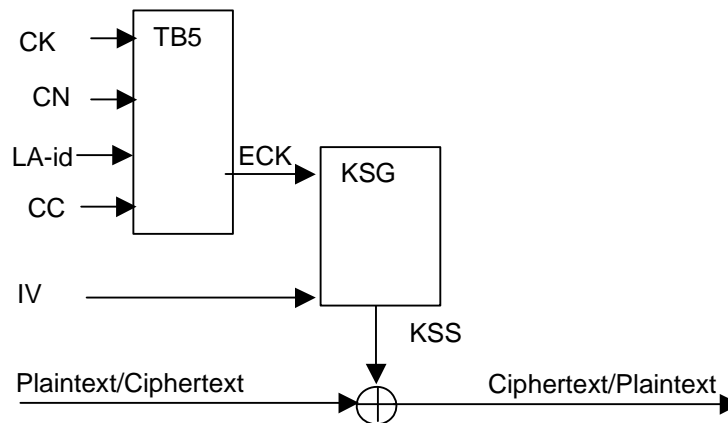 CK
TB5
CN
LA-id
ECK
KSG
CC
IV
KSS
Plaintext/Ciphertext
Ciphertext/Plaintext